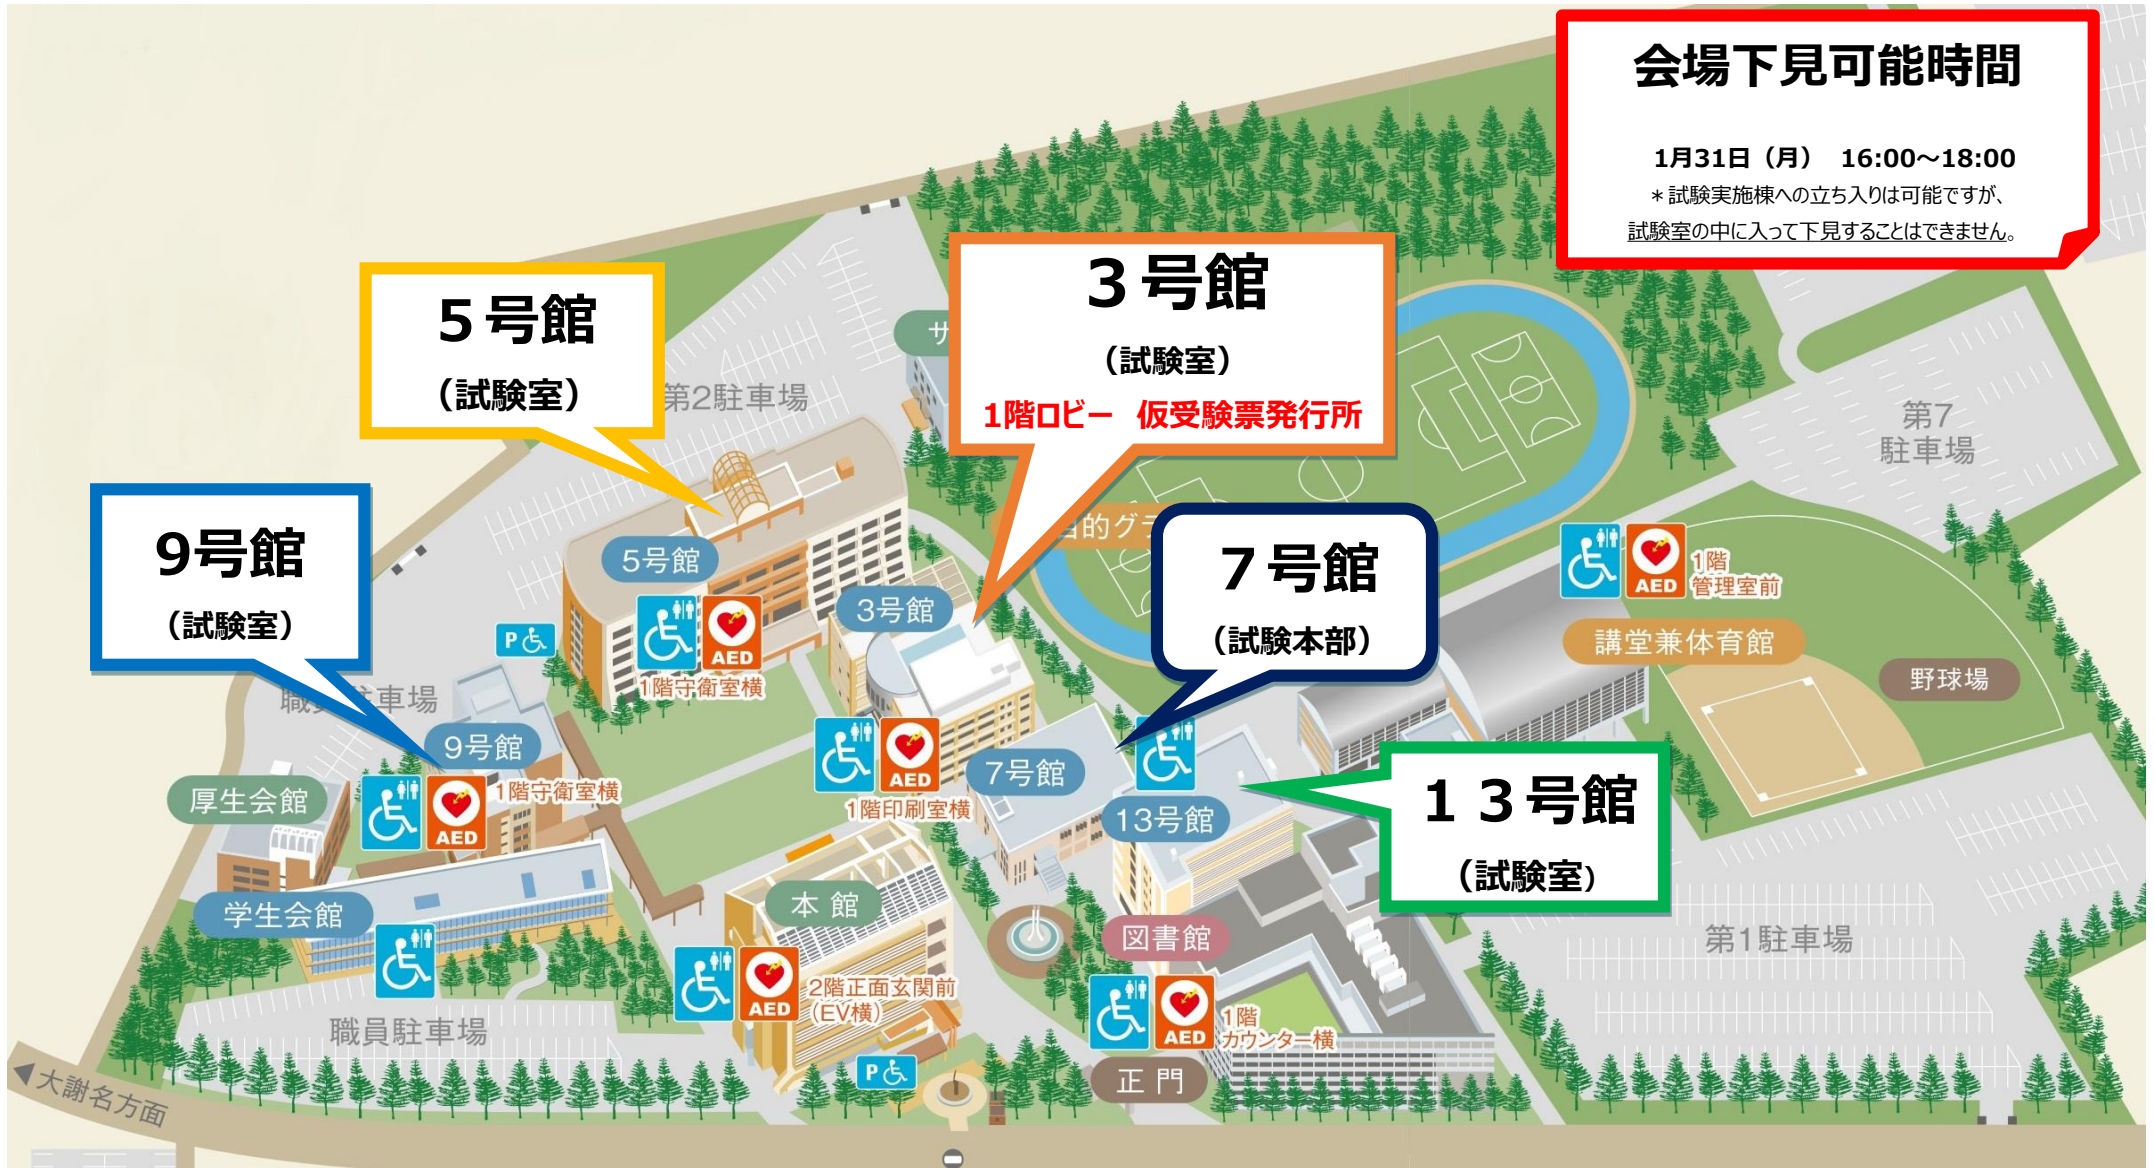 会場下見可能時間
1月31日（月） 16:00～18:00
＊試験実施棟への立ち入りは可能ですが、
試験室の中に入って下見することはできません。
３号館
（試験室）
1階ロビー 仮受験票発行所
５号館
（試験室）
サ
第2駐車場
第7
駐車場
9号館
（試験室）
７号館
（試験本部）
目的グラ
5号館
3号館
AED
1階守衛室横
AED
1階
管理室前
講堂兼体育館
野球場
P
職員駐車場
9号館
厚生会館
AED
1階守衛室横
AED
1階印刷室横
7号館
13号館
１３号館
（試験室）
学生会館
本館
図書館
第1駐車場
AED
2階正面玄関前
（EV横）
AED
1階
カウンター横
職員駐車場
P
正門
◀大謝名方面